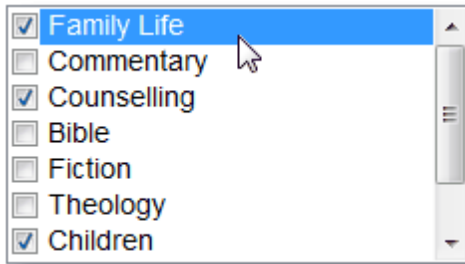 Family Life
Commentary
Counselling
Bible
Fiction
Theology
Children